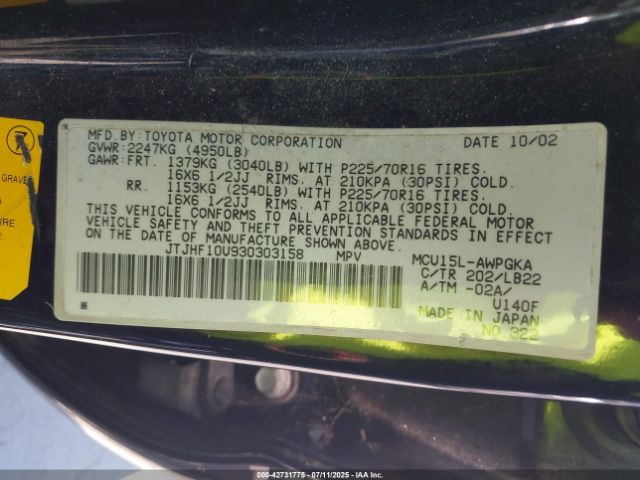 MFD.BY:TOYOTA MOTOR CORPORATION DATE 10/02
GVWR:2247KG (4950LB)
GAWR:FRT. 1379KG (3040LB) WITH P225/70R16 TIRES.
16X6 1/2JJ RIMS. AT 210KPA (30PSI) COLD.
RR. 1153KG (2540LB) WITH P225/70R16 TIRES.
16X6 1/2JJ RIMS. AT 210KPA (30PSI) COLD.
THIS VEHICLE CONFORMS TO ALL APPLICABLE FEDERAL MOTOR
VEHICLE SAFETY AND THEFT PREVENTION STANDARDS IN EFFECT
ON THE DATE OF MANUFACTURE SHOWN ABOVE.
JTJHF10U930303158 MPV MCU15L-AWPGKA
C/TR 202/LB22
A/TM -02A/
U140F
MADE IN JAPAN
NO.322
GRAVE
000-42731775 - 07/11/2025 - IAAI.COM